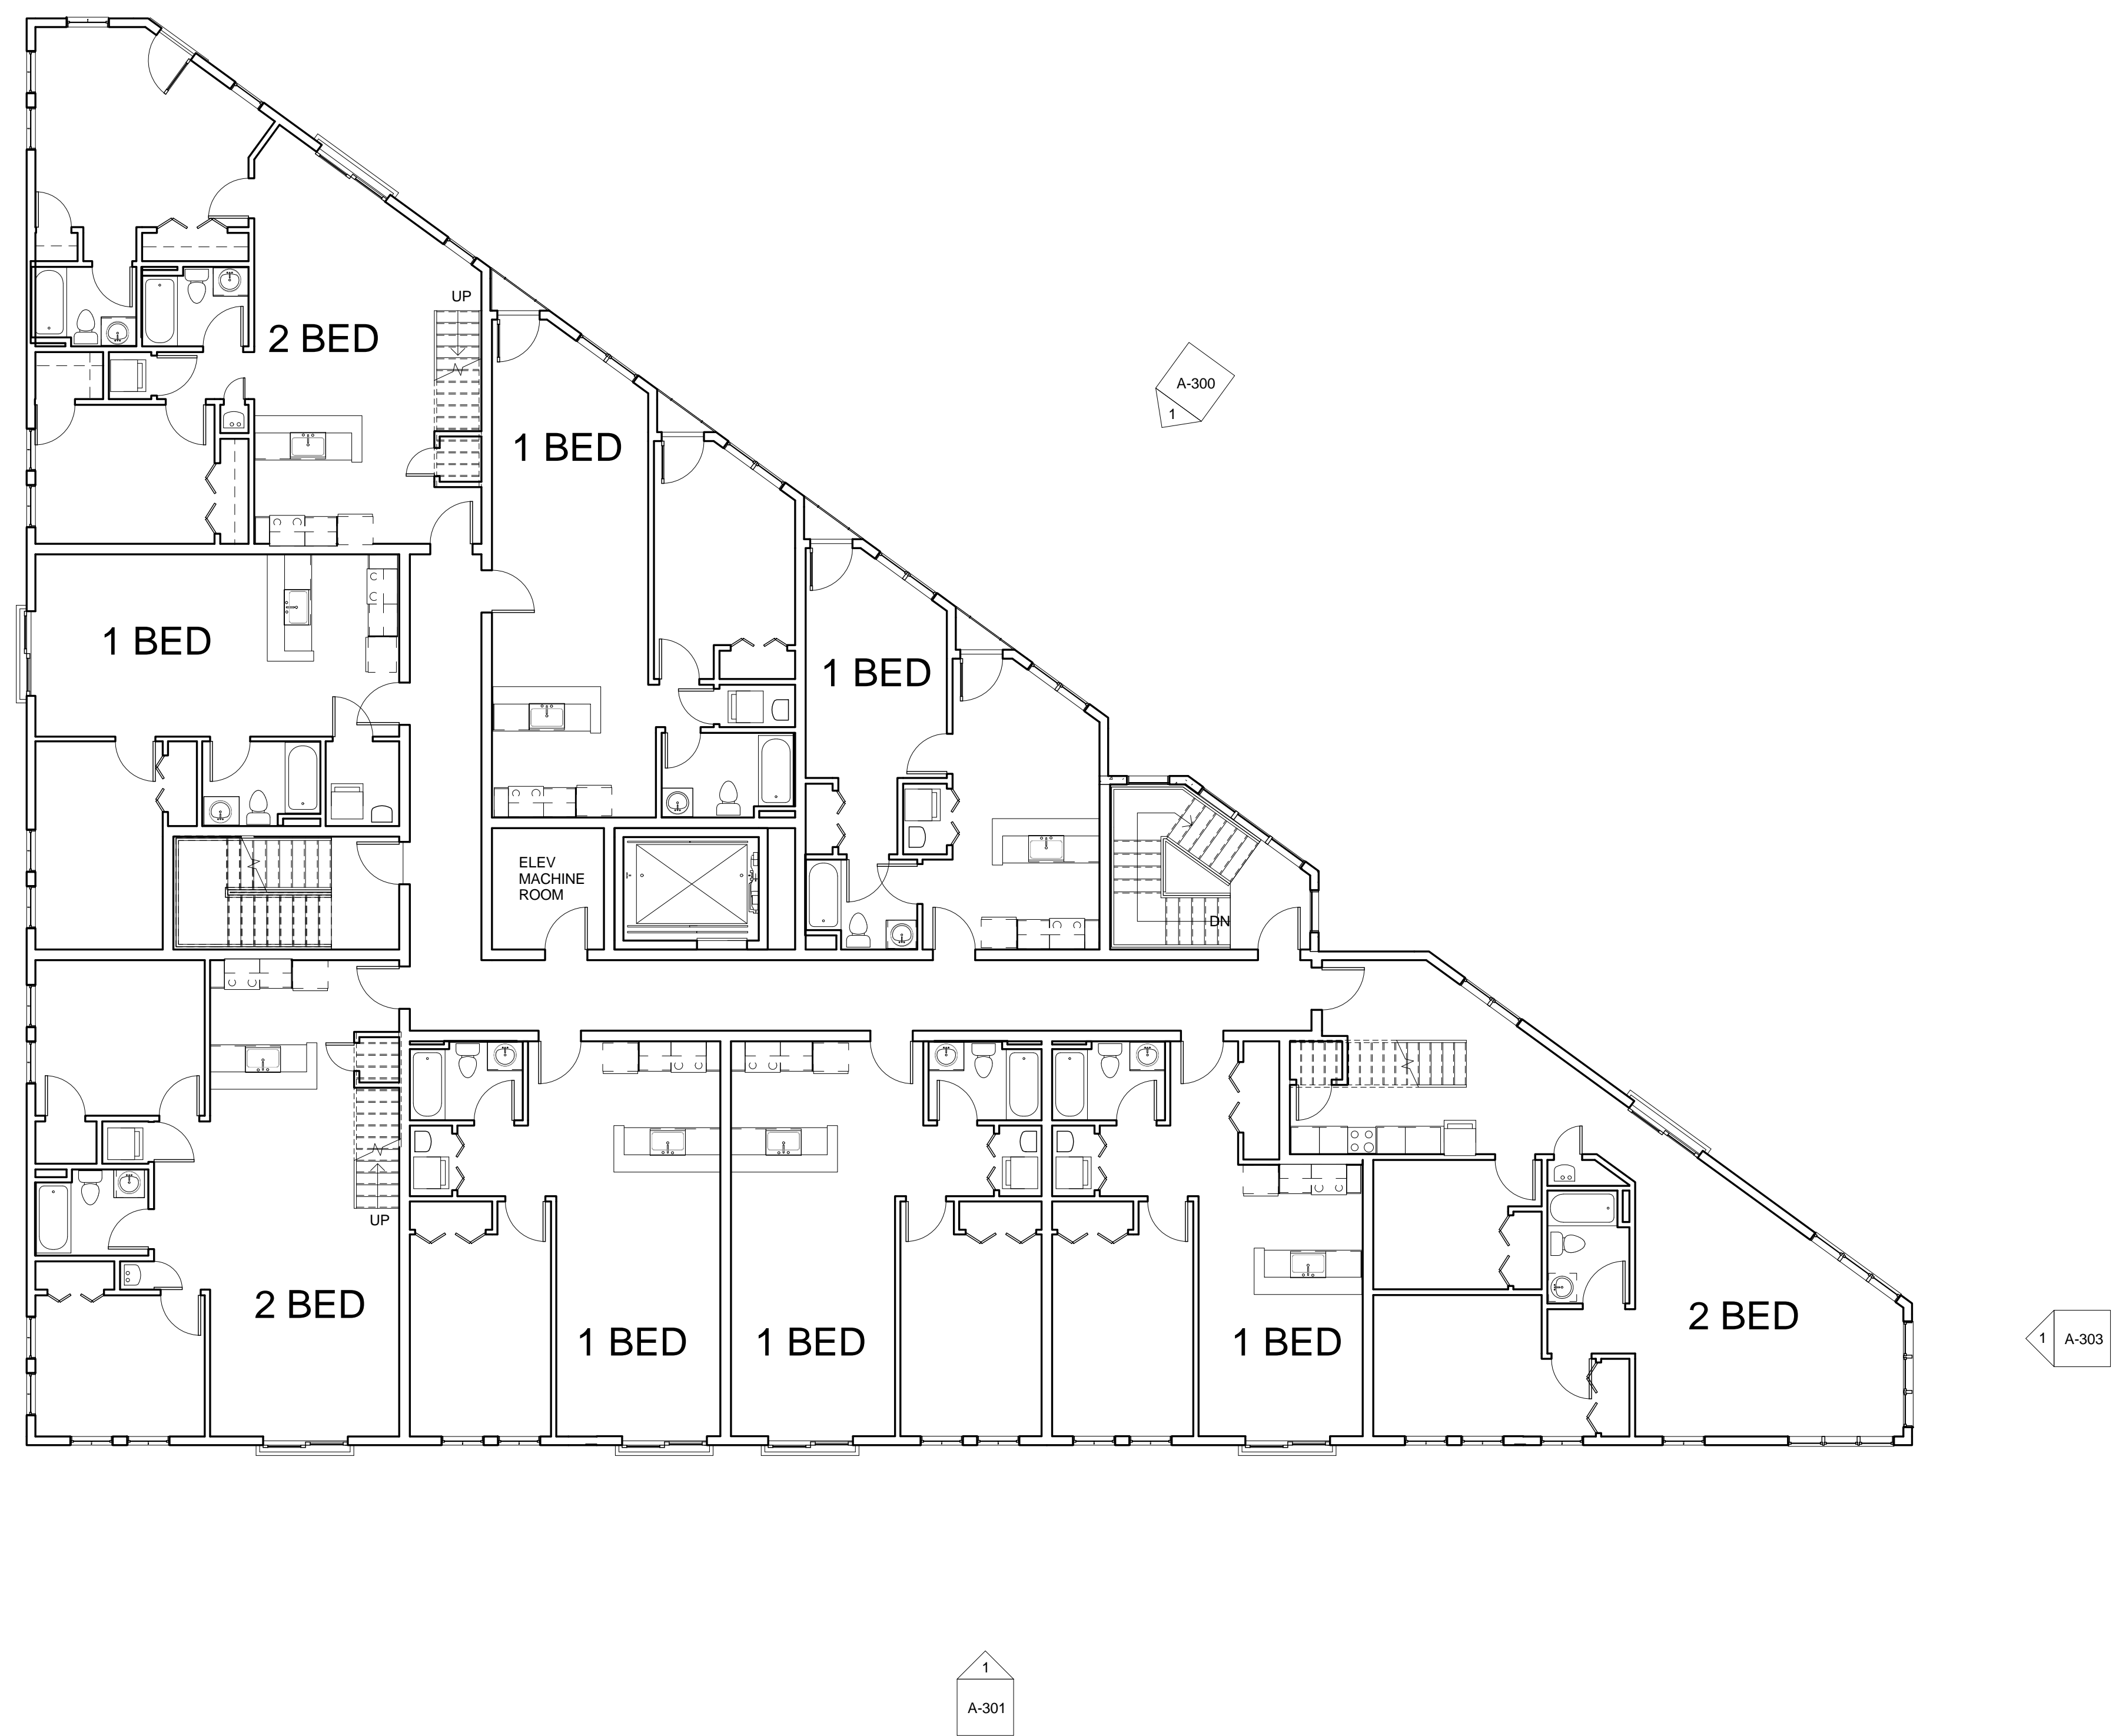 UP
2 BED
A-300
1
1 BED
1 BED
1 BED
ELEV
MACHINE
ROOM
DN
UP
2 BED
1 BED
1 BED
1 BED
2 BED
1
A-303
1
A-301